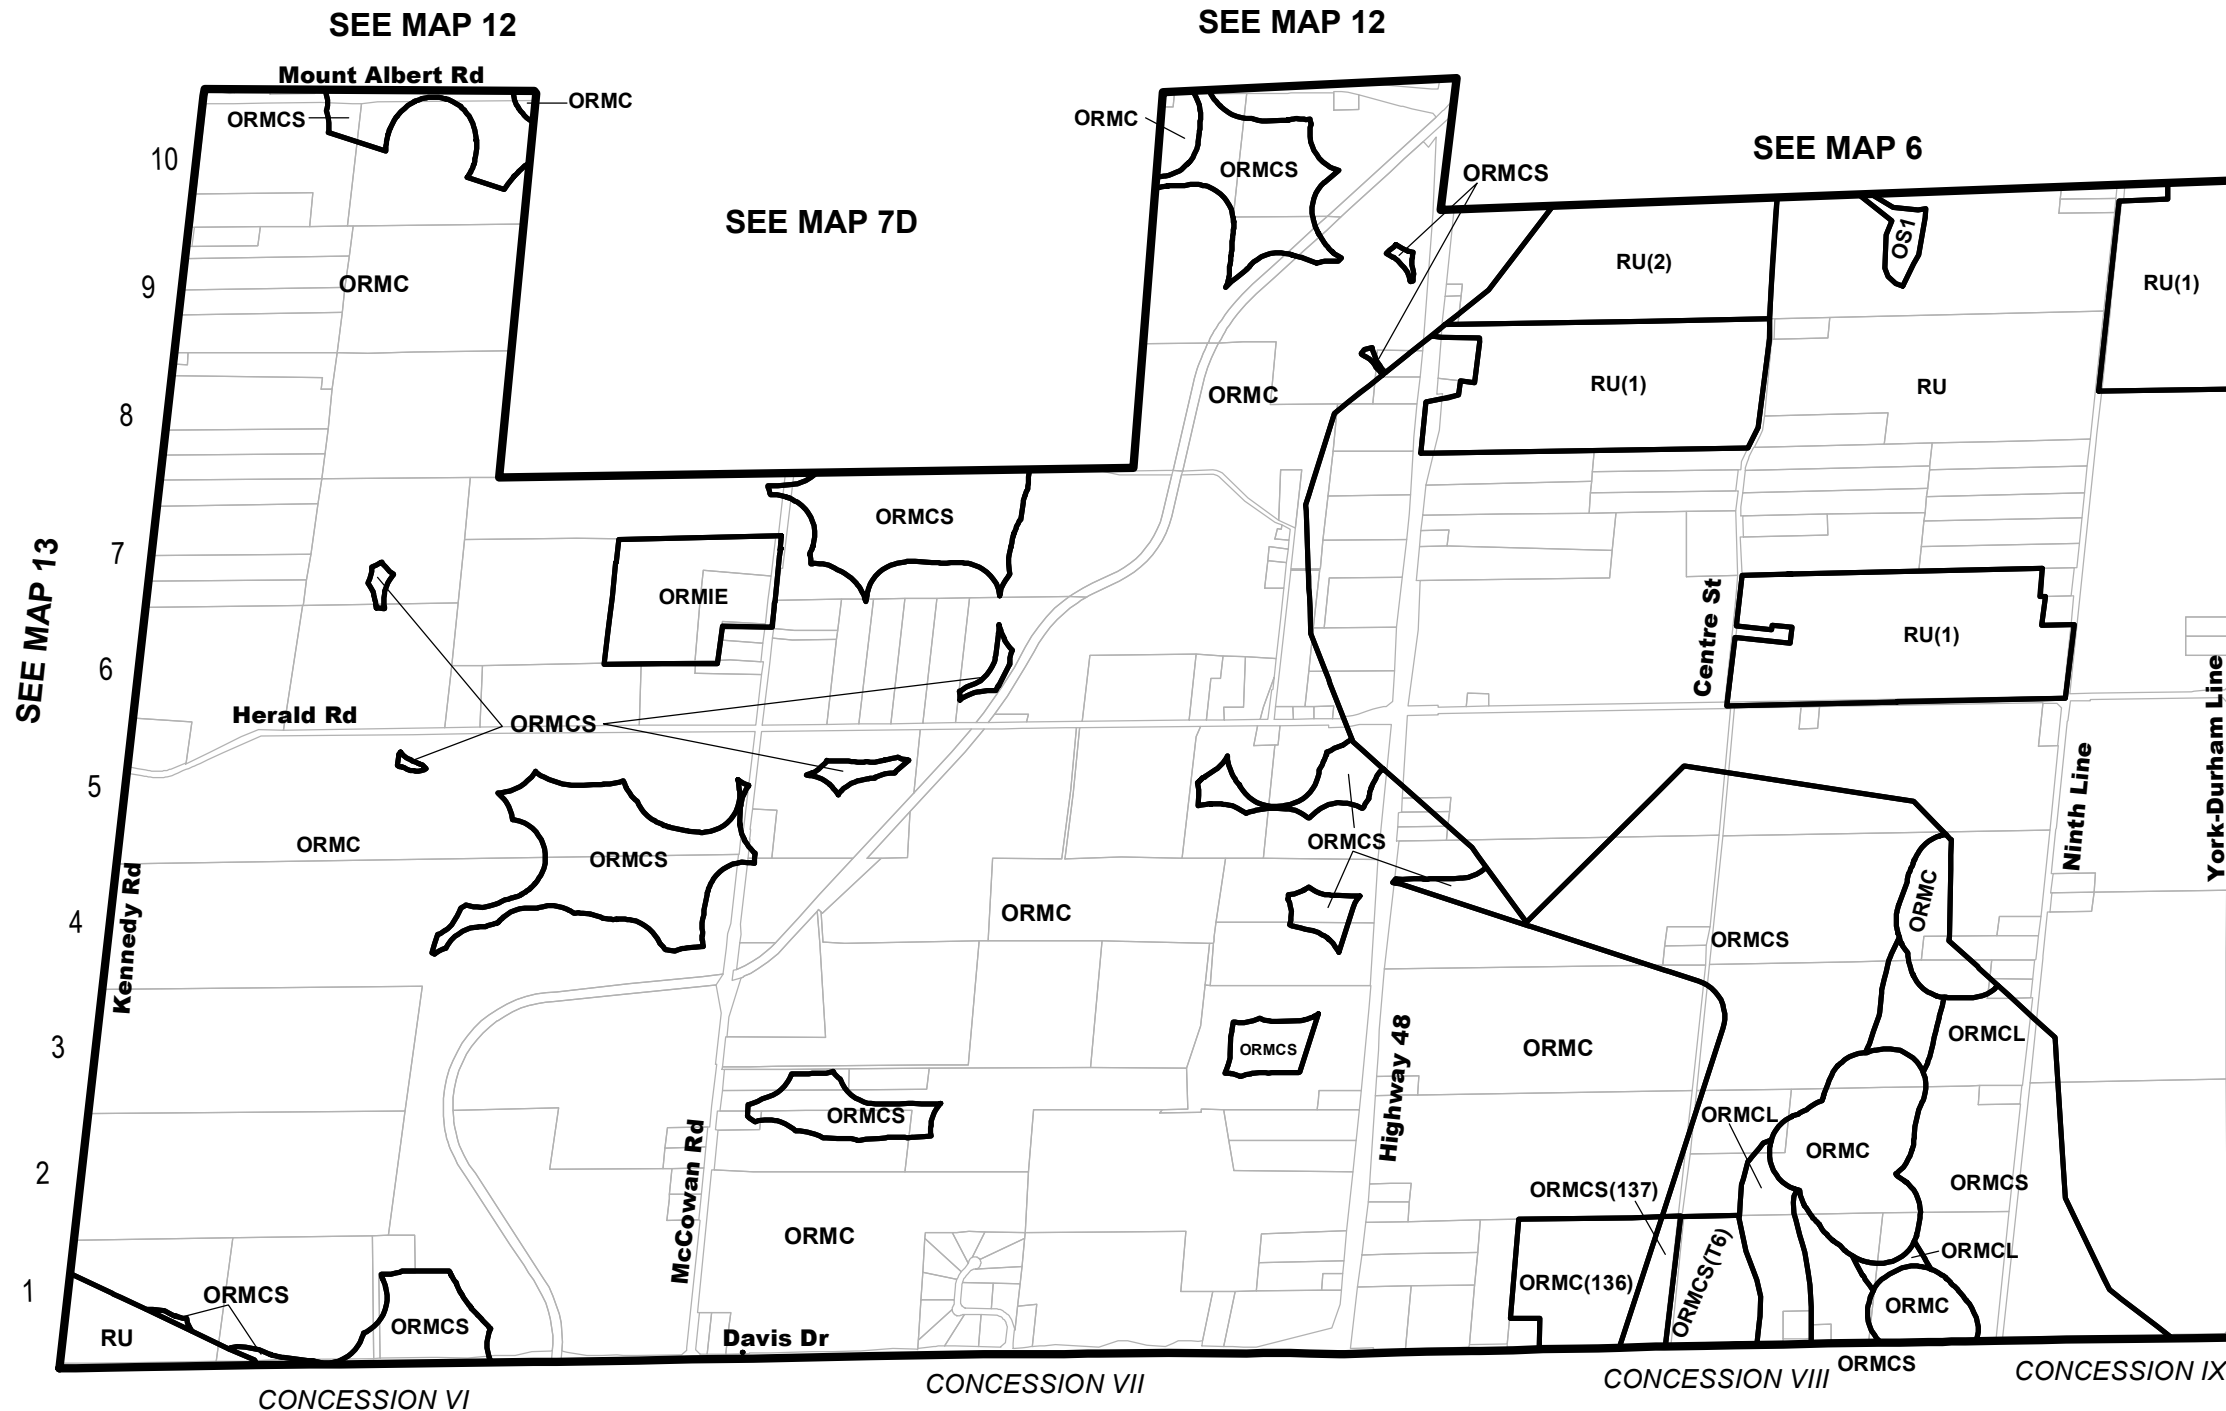 SEE MAP 12
SEE MAP 12
Mount Albert Rd
ORMC
ORMCS
ORMC
SEE MAP 6
10
ORMCS
ORMCS
SEE MAP 7D
OS1
RU(2)
RU(1)
9
ORMC
RU(1)
RU
ORMC
8
ORMCS
7
SEE MAP 13
ORMIE
Centre St
RU(1)
6
York-Durham Line
Herald Rd
ORMCS
5
Ninth Line
ORMC
ORMCS
ORMCS
Kennedy Rd
ORMC
ORMC
4
ORMCS
3
ORMCS
Highway 48
ORMC
ORMCL
ORMCS
ORMCL
McCowan Rd
ORMC
2
ORMCS(137)
ORMCS
ORMC
ORMCS(T6)
ORMCL
1
ORMCS
ORMC(136)
ORMC
RU
ORMCS
Davis Dr
ORMCS
CONCESSION VI
CONCESSION VII
CONCESSION VIII
CONCESSION IX